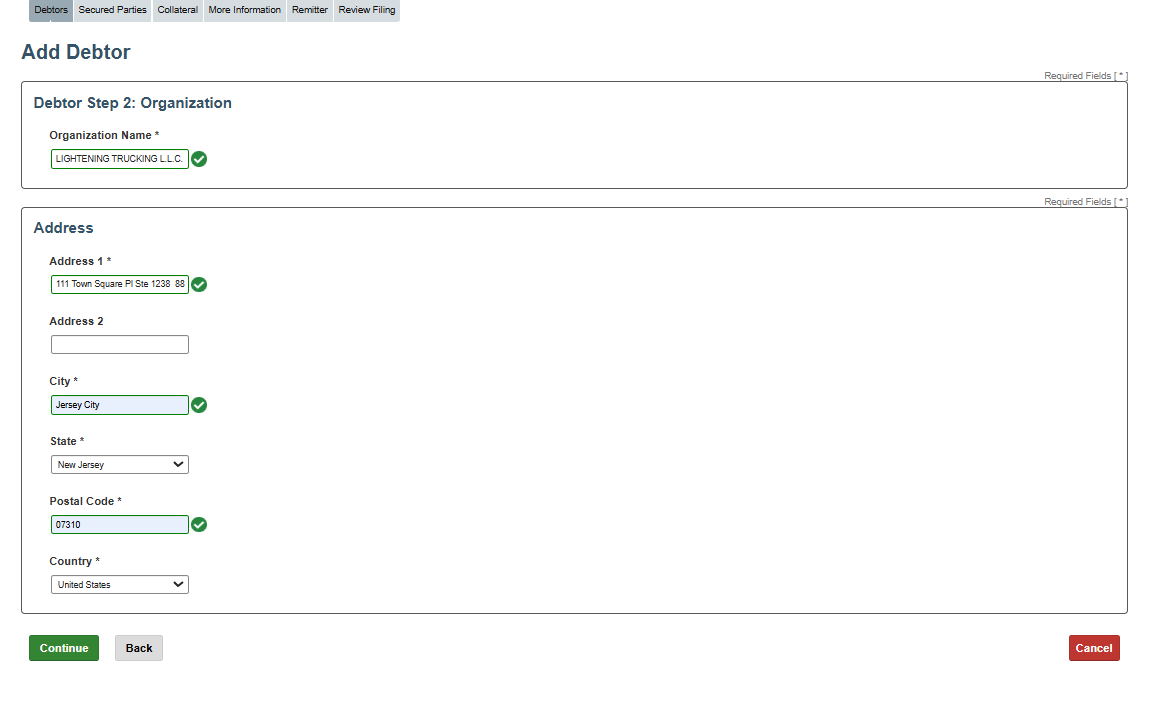 Debtors Secured Parties Collateral More Information Remitter Review Filing
Add Debtor
Required Fields [ * ]
Debtor Step 2: Organization
Organization Name *
LIGHTENING TRUCKING L.L.C.
Required Fields [ * ]
Address
Address 1 *
111 Town Square Pl Ste 1238 88
Address 2
City *
Jersey City
State *
New Jersey
Postal Code *
07310
Country *
United States
Continue Back Cancel